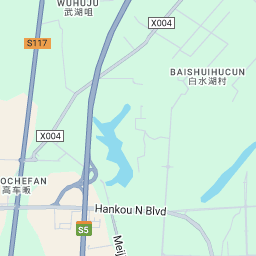 WUHUJU
武湖咀
X004
S117
BAISHUIHUCUN
白水湖村
X004
OCHEFAN
高车畈
Hankou N Blvd
S5
Meij